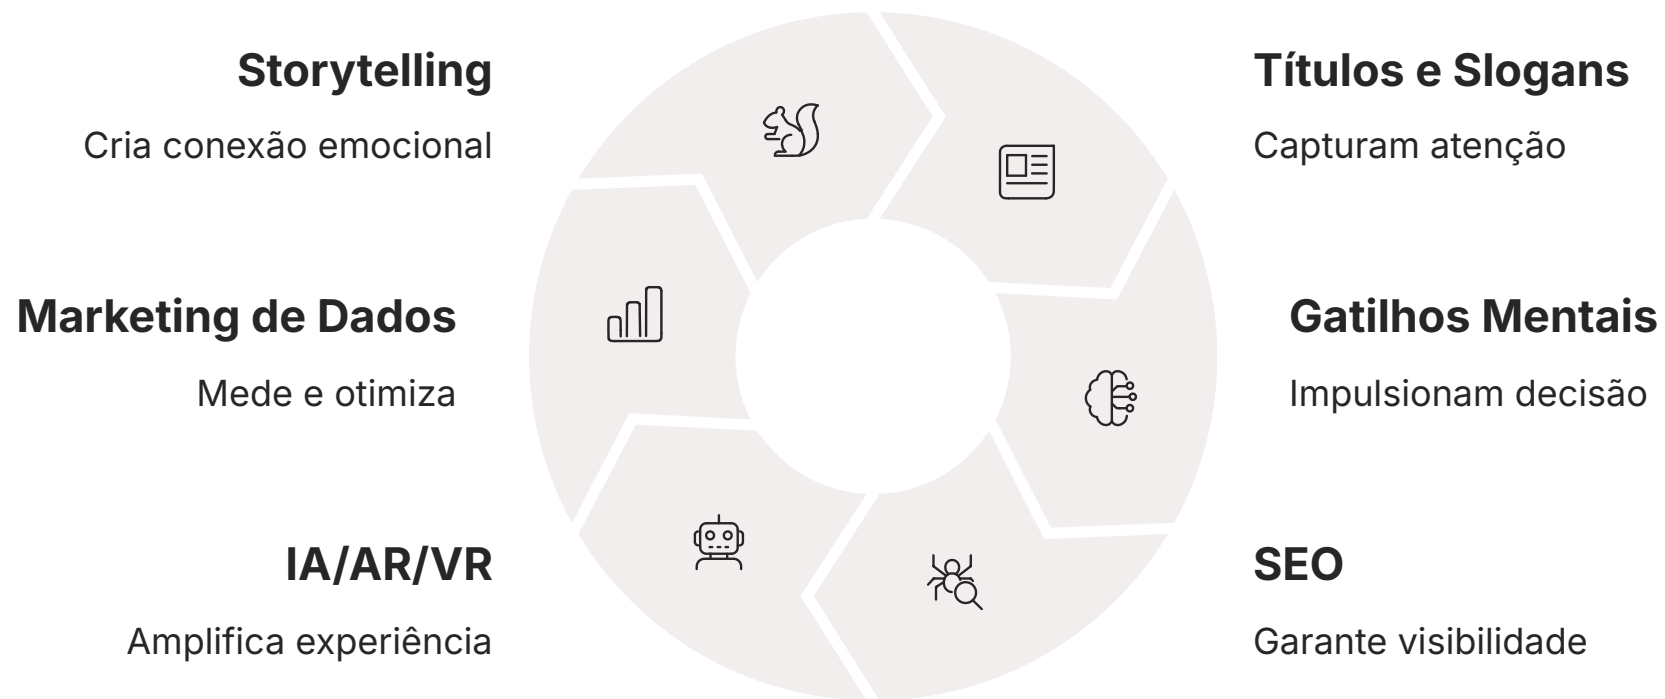 Storytelling
Cria conexão emocional
Títulos e Slogans
Capturam atenção
Marketing de Dados
Mede e otimiza
Gatilhos Mentais
Impulsionam decisão
IA/AR/VR
Amplifica experiência
SEO
Garante visibilidade